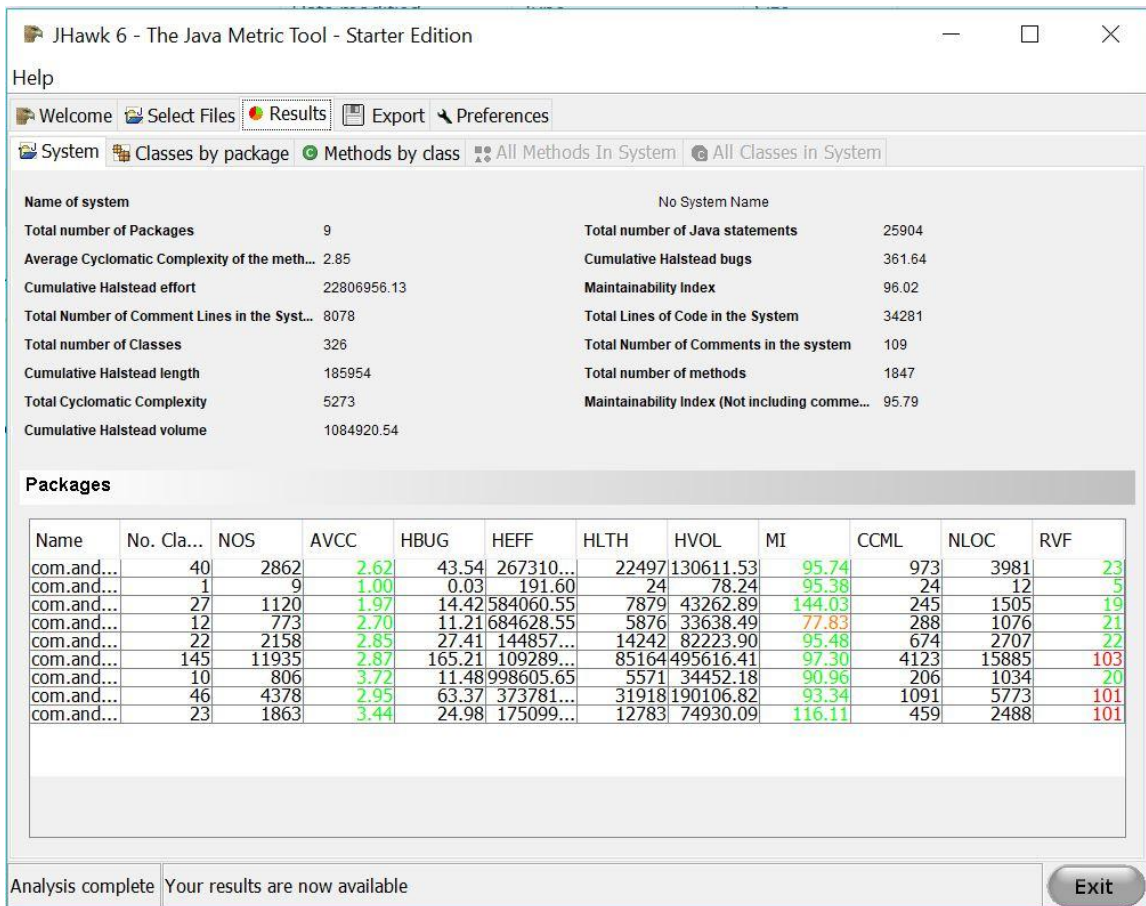 JHawk 6 - The Java Metric Tool - Starter Edition
Help
Welcome Select Files Results Export Preferences
System Classes by package Methods by class All Methods In System All Classes in System
Name of system No System Name
Total number of Packages 9 Total number of Java statements 25904
Average Cyclomatic Complexity of the meth... 2.85 Cumulative Halstead bugs 361.64
Cumulative Halstead effort 22806956.13 Maintainability Index 96.02
Total Number of Comment Lines in the Syst... 8078 Total Lines of Code in the System 34281
Total number of Classes 326 Total Number of Comments in the system 109
Cumulative Halstead length 185954 Total number of methods 1847
Total Cyclomatic Complexity 5273 Maintainability Index (Not including comme... 95.79
Cumulative Halstead volume 1084920.54
Packages
Name No. Cla... NOS AVCC HBUG HEFF HLTH HVOL MI CCML NLOC RVF
com.and... 40 2862 2.62 43.54 267310... 22497 130611.53 95.74 973 3981 23
com.and... 1 9 1.00 0.03 191.60 24 78.24 95.38 24 12 5
com.and... 27 1120 1.97 14.42 584060.55 7879 43262.89 144.03 245 1505 19
com.and... 12 773 2.70 11.21 684628.55 5876 33638.49 77.83 288 1076 21
com.and... 22 2158 2.85 27.41 144857... 14242 82223.90 95.48 674 2707 22
com.and... 145 11935 2.87 165.21 109289... 85164 495616.41 97.30 4123 15885 103
com.and... 10 806 3.72 11.48 998605.65 5571 34452.18 90.96 206 1034 20
com.and... 46 4378 2.95 63.37 373781... 31918 190106.82 93.34 1091 5773 101
com.and... 23 1863 3.44 24.98 175099... 12783 74930.09 116.11 459 2488 101
Analysis complete Your results are now available Exit